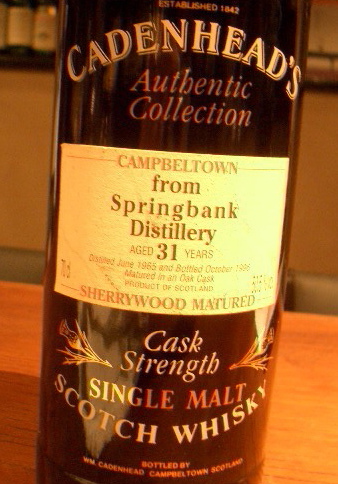 ESTABLISHED 1842
CADENHEAD'S
Authentic
Collection
CAMPBELTOWN
from
Springbank
Distillery
AGED 31 YEARS
Distilled June 1965 and Bottled October 1996
Matured in an Oak Cask
70cl PRODUCT OF SCOTLAND
SHERRYWOOD MATURED
Cask
Strength
SINGLE MALT
SCOTCH WHISKY
BOTTLED BY
WM. CADENHEAD CAMPBELTOWN SCOTLAND